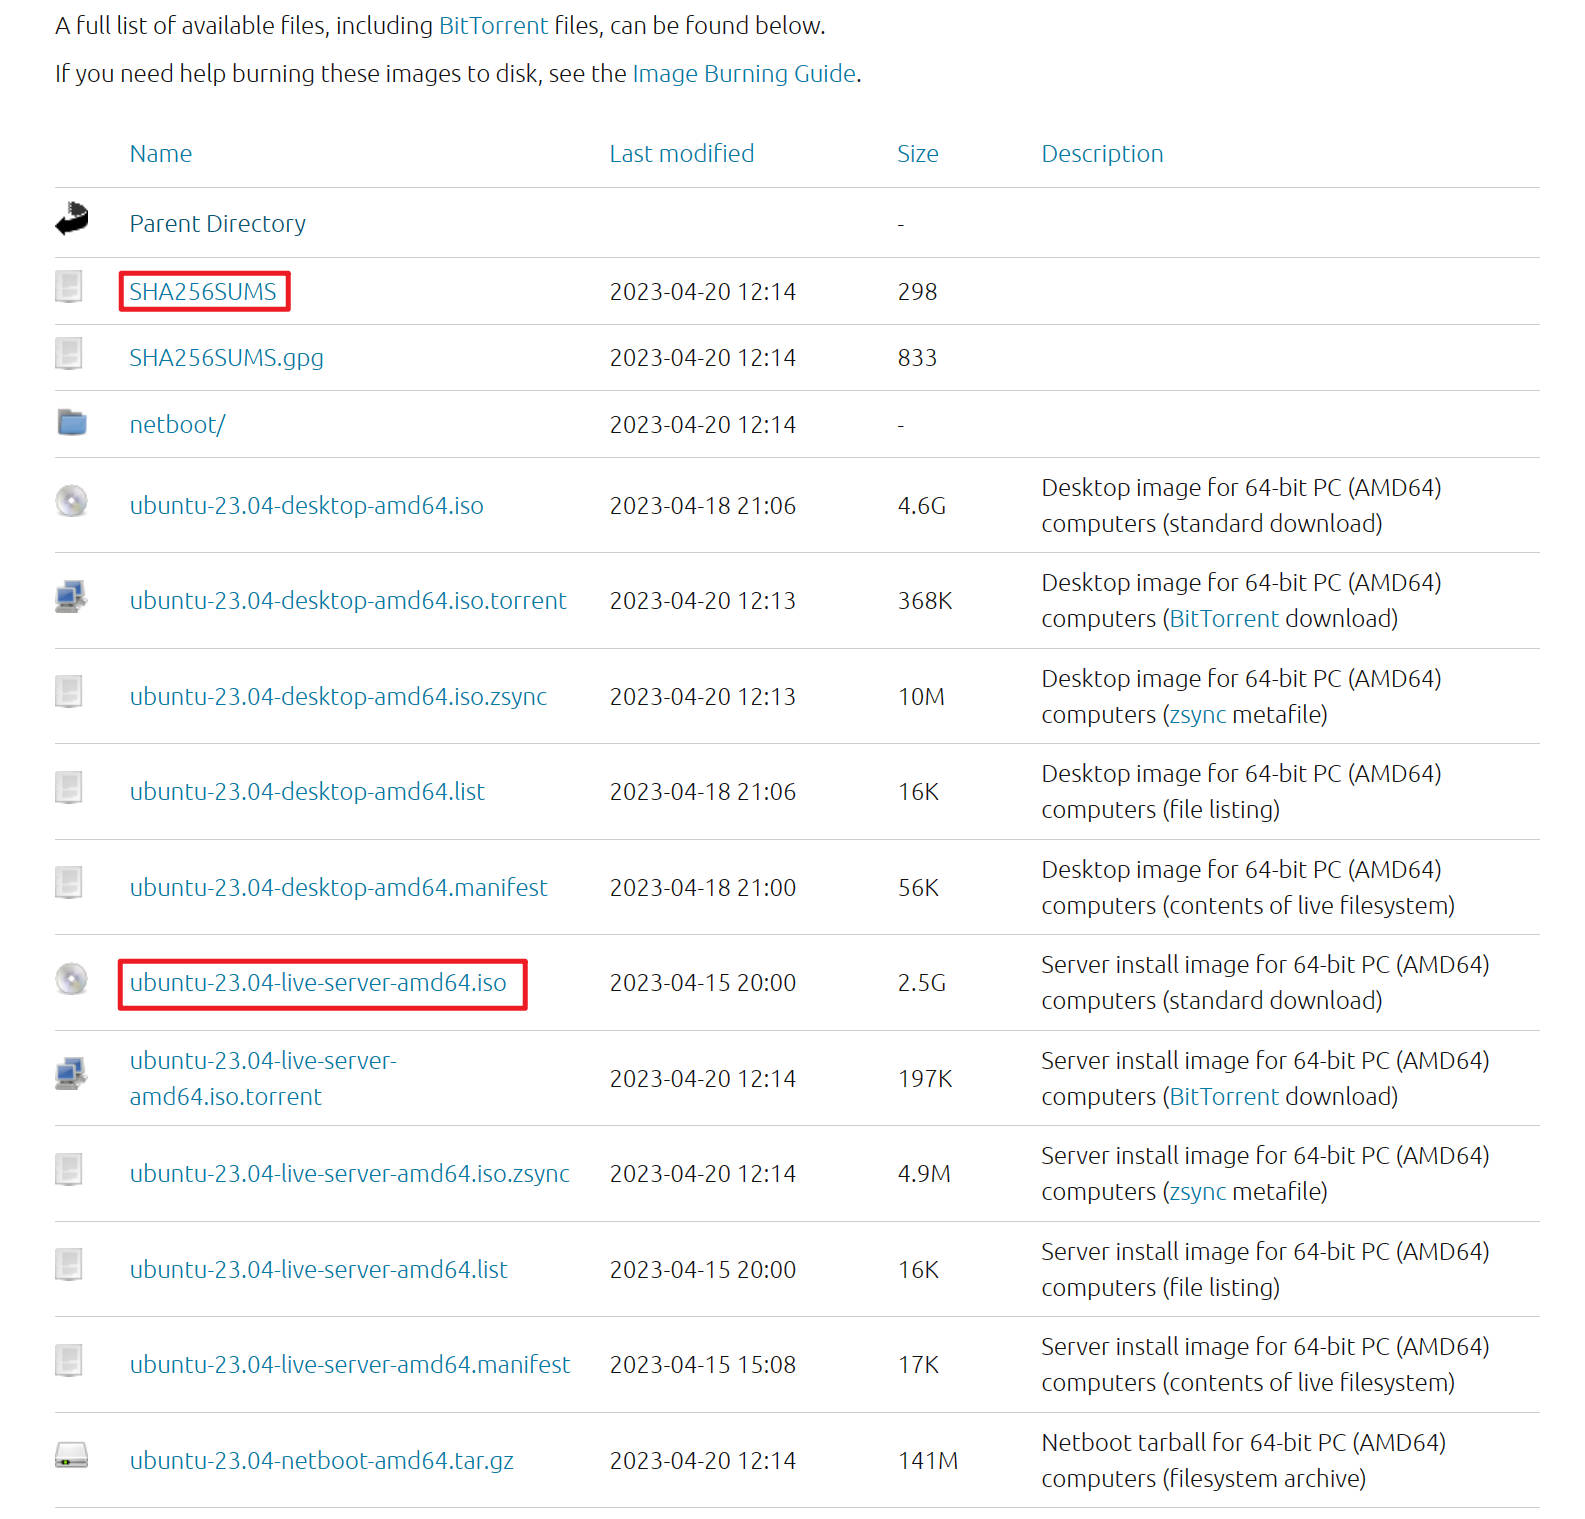 A full list of available files, including BitTorrent files, can be found below.
If you need help burning these images to disk, see the Image Burning Guide.
Name Last modified Size Description
Parent Directory -
SHA256SUMS 2023-04-20 12:14 298
SHA256SUMS.gpg 2023-04-20 12:14 833
netboot/ 2023-04-20 12:14 -
ubuntu-23.04-desktop-amd64.iso 2023-04-18 21:06 4.6G Desktop image for 64-bit PC (AMD64)
computers (standard download)
ubuntu-23.04-desktop-amd64.iso.torrent 2023-04-20 12:13 368K Desktop image for 64-bit PC (AMD64)
computers (BitTorrent download)
ubuntu-23.04-desktop-amd64.iso.zsync 2023-04-20 12:13 10M Desktop image for 64-bit PC (AMD64)
computers (zsync metafile)
ubuntu-23.04-desktop-amd64.list 2023-04-18 21:06 16K Desktop image for 64-bit PC (AMD64)
computers (file listing)
ubuntu-23.04-desktop-amd64.manifest 2023-04-18 21:00 56K Desktop image for 64-bit PC (AMD64)
computers (contents of live filesystem)
ubuntu-23.04-live-server-amd64.iso 2023-04-15 20:00 2.5G Server install image for 64-bit PC (AMD64)
computers (standard download)
ubuntu-23.04-live-server-
amd64.iso.torrent 2023-04-20 12:14 197K Server install image for 64-bit PC (AMD64)
computers (BitTorrent download)
ubuntu-23.04-live-server-amd64.iso.zsync 2023-04-20 12:14 4.9M Server install image for 64-bit PC (AMD64)
computers (zsync metafile)
ubuntu-23.04-live-server-amd64.list 2023-04-15 20:00 16K Server install image for 64-bit PC (AMD64)
computers (file listing)
ubuntu-23.04-live-server-amd64.manifest 2023-04-15 15:08 17K Server install image for 64-bit PC (AMD64)
computers (contents of live filesystem)
ubuntu-23.04-netboot-amd64.tar.gz 2023-04-20 12:14 141M Netboot tarball for 64-bit PC (AMD64)
computers (filesystem archive)